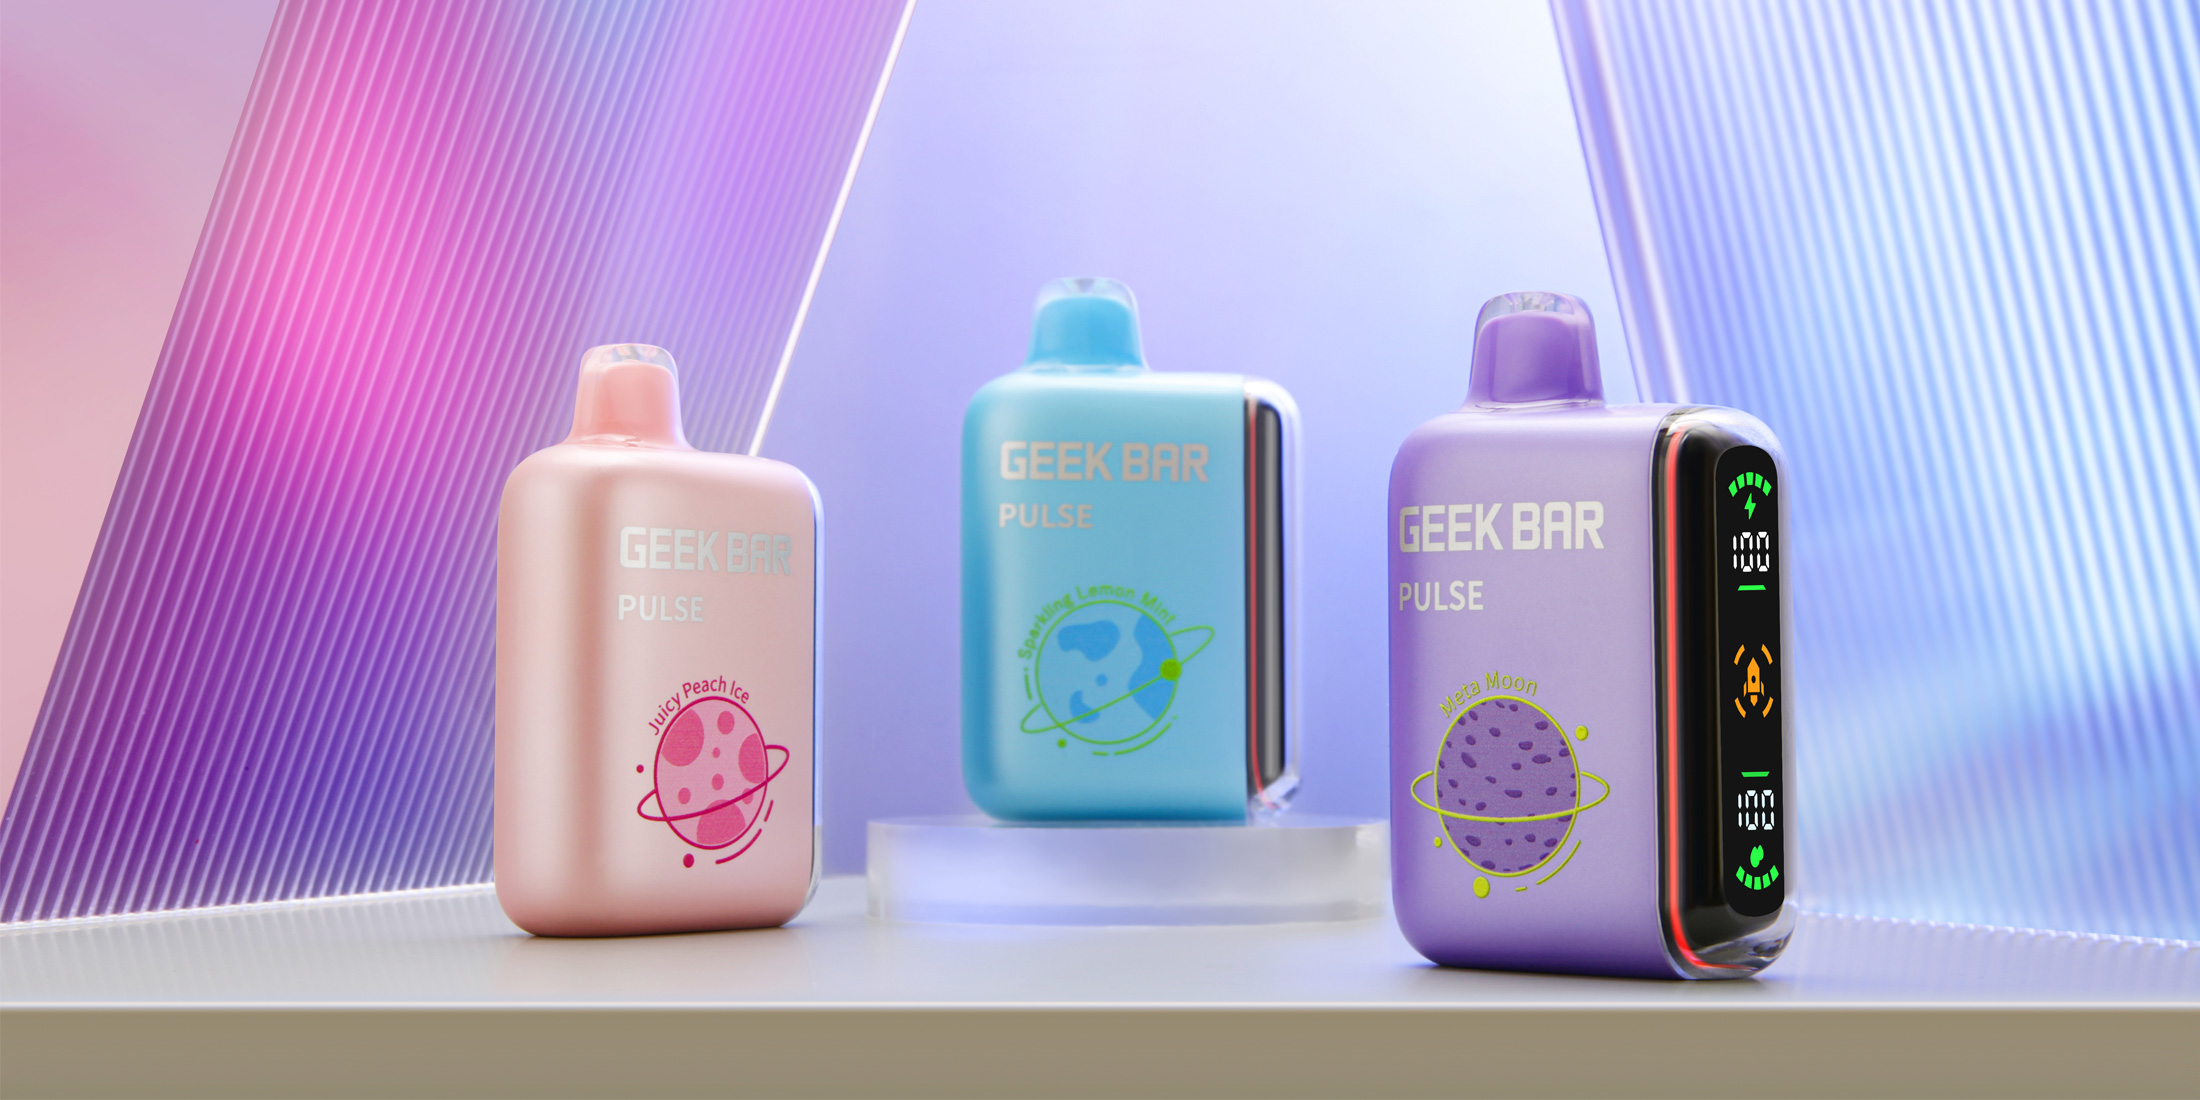 GEEK BAR
PULSE
Juicy Peach Ice
GEEK BAR
PULSE
Sparkling Lemon Mint
GEEK BAR
PULSE
Meta Moon
100
100